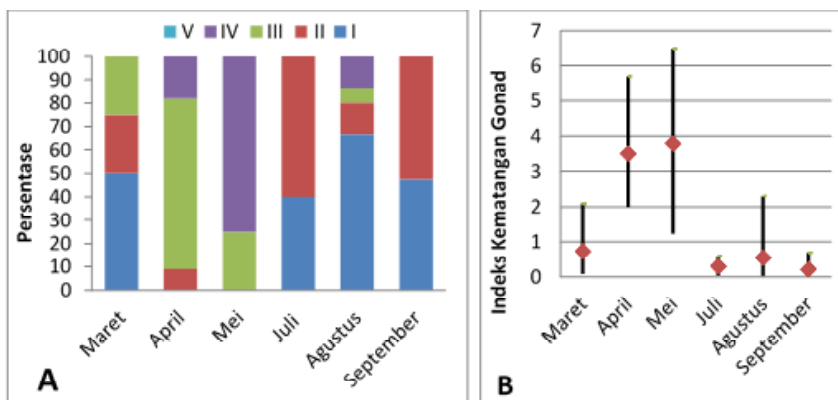 V IV III II I
Persentase
100
90
80
70
60
50
40
30
20
10
0
Maret
April
Mei
Juli
Agustus
September
A
Indeks Kematangan Gonad
7
6
5
4
3
2
1
0
Maret
April
Mei
Juli
Agustus
September
B